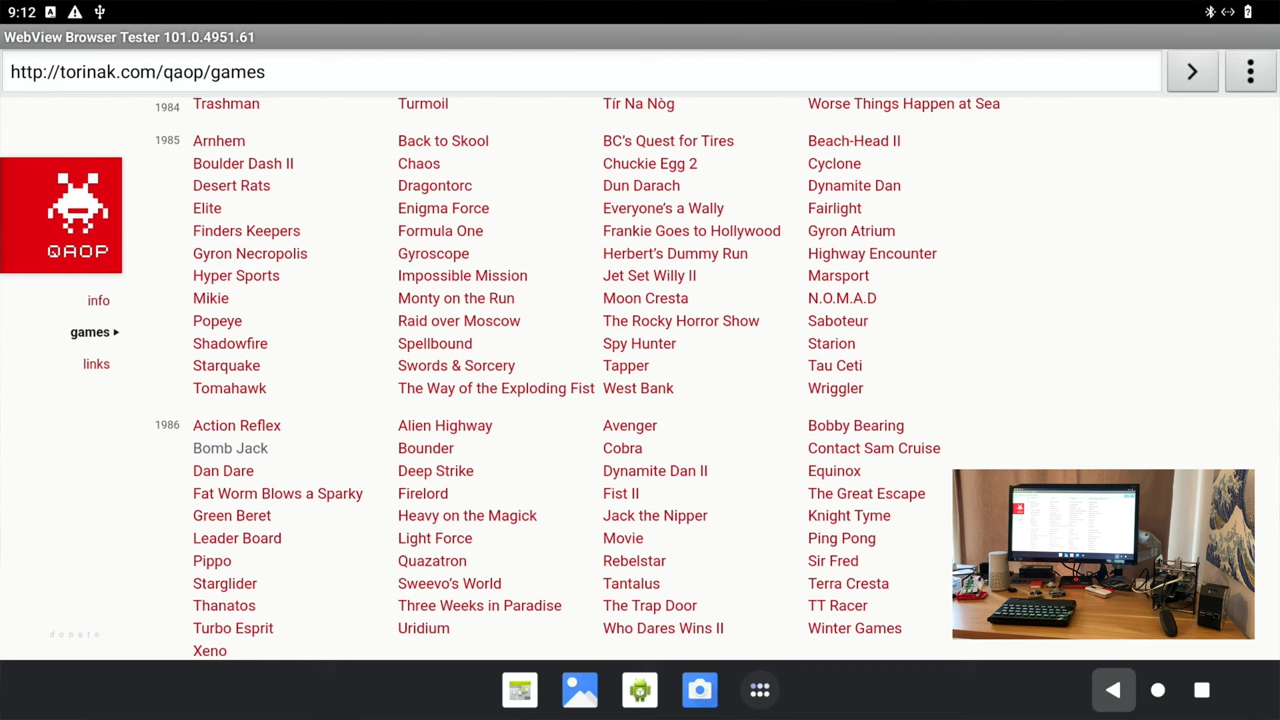 9:12
WebView Browser Tester 101.0.4951.61
http://torinak.com/qaop/games
1984 Trashman Turmoil Tír Na Nòg Worse Things Happen at Sea
1985 Arnhem Back to Skool BC's Quest for Tires Beach-Head II
Boulder Dash II Chaos Chuckie Egg 2 Cyclone
Desert Rats Dragontorc Dun Darach Dynamite Dan
Elite Enigma Force Everyone's a Wally Fairlight
Finders Keepers Formula One Frankie Goes to Hollywood Gyron Atrium
Gyron Necropolis Gyroscope Herbert's Dummy Run Highway Encounter
Hyper Sports Impossible Mission Jet Set Willy II Marsport
Mikie Monty on the Run Moon Cresta N.O.M.A.D
Popeye Raid over Moscow The Rocky Horror Show Saboteur
Shadowfire Spellbound Spy Hunter Starion
Starquake Swords & Sorcery Tapper Tau Ceti
Tomahawk The Way of the Exploding Fist West Bank Wriggler
1986 Action Reflex Alien Highway Avenger Bobby Bearing
Bomb Jack Bounder Cobra Contact Sam Cruise
Dan Dare Deep Strike Dynamite Dan II Equinox
Fat Worm Blows a Sparky Firelord Fist II The Great Escape
Green Beret Heavy on the Magick Jack the Nipper Knight Tyme
Leader Board Light Force Movie Ping Pong
Pippo Quazatron Rebelstar Sir Fred
Starglider Sweevo's World Tantalus Terra Cresta
Thanatos Three Weeks in Paradise The Trap Door TT Racer
Turbo Esprit Uridium Who Dares Wins II Winter Games
Xeno
QAOP
info
games
links
donate